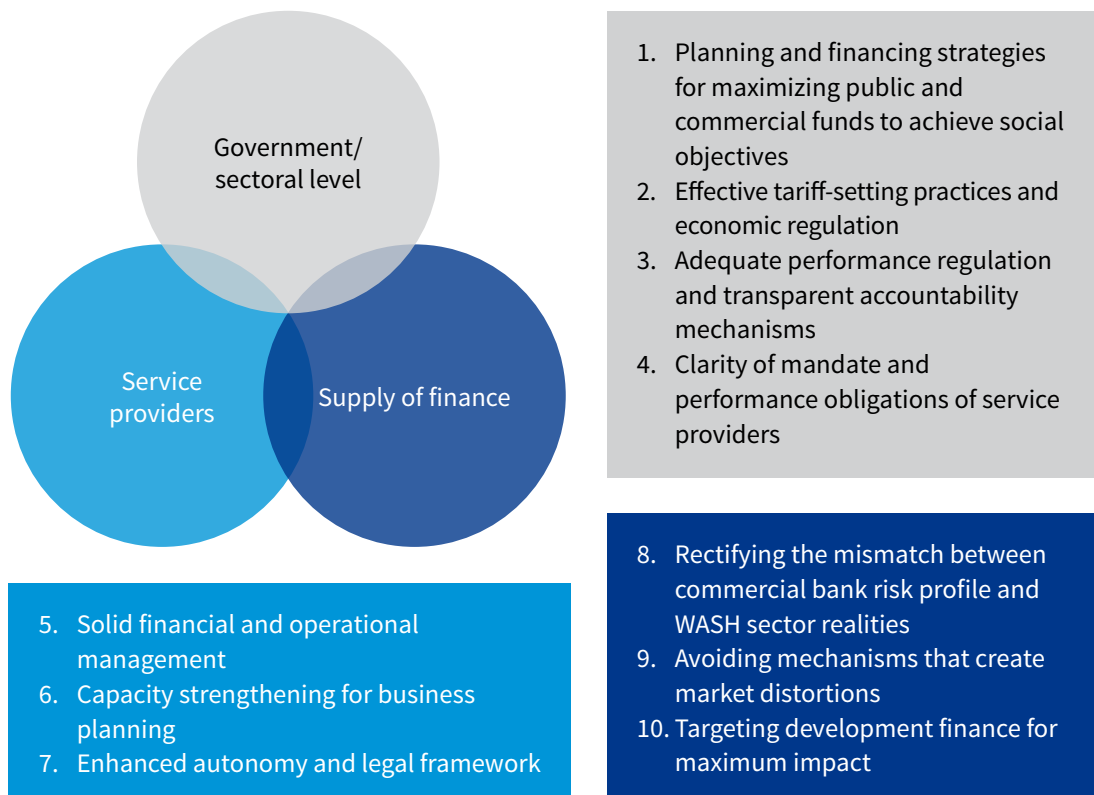 Government/
sectoral level
Service
providers
Supply of finance
1. Planning and financing strategies
for maximizing public and
commercial funds to achieve social
objectives
2. Effective tariff-setting practices and
economic regulation
3. Adequate performance regulation
and transparent accountability
mechanisms
4. Clarity of mandate and
performance obligations of service
providers
5. Solid financial and operational
management
6. Capacity strengthening for business
planning
7. Enhanced autonomy and legal framework
8. Rectifying the mismatch between
commercial bank risk profile and
WASH sector realities
9. Avoiding mechanisms that create
market distortions
10. Targeting development finance for
maximum impact